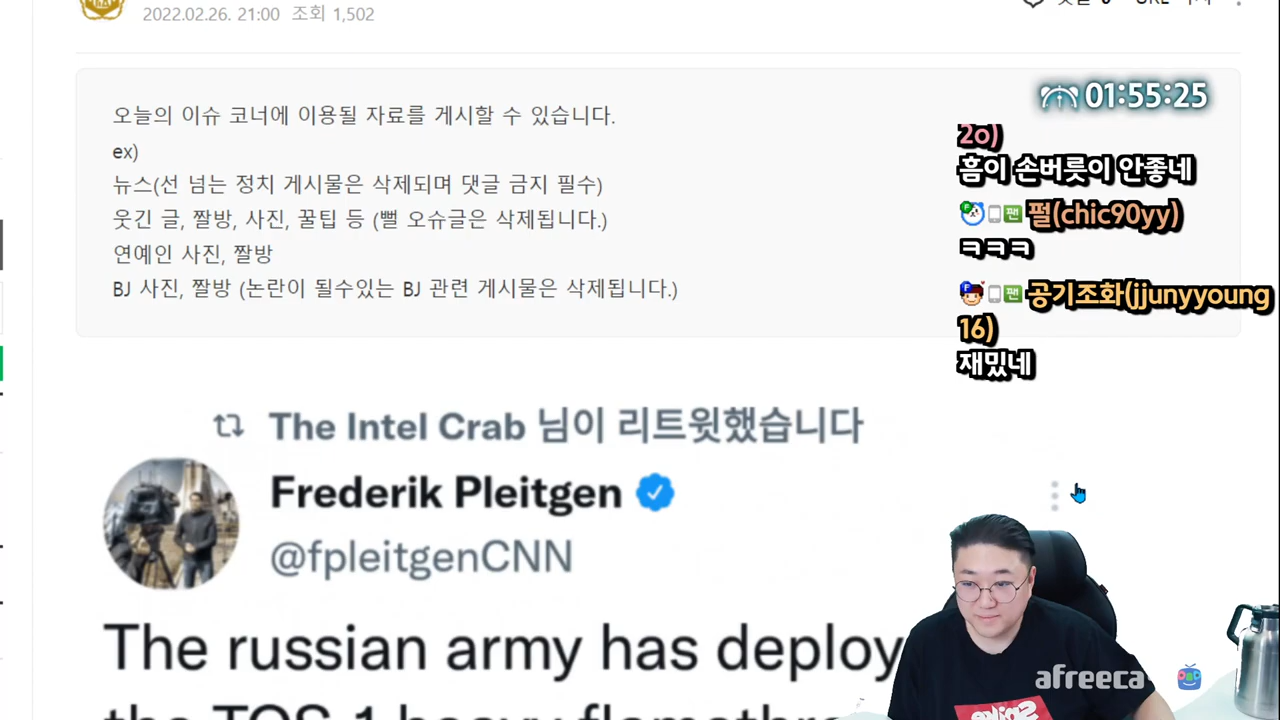 2022.02.26. 21:00 조회 1,502
오늘의 이슈 코너에 이용될 자료를 게시할 수 있습니다.
ex)
뉴스(선 넘는 정치 게시물은 삭제되며 댓글 금지 필수)
웃긴 글, 짤방, 사진, 꿀팁 등 (뻘 오슈글은 삭제됩니다.)
연예인 사진, 짤방
BJ 사진, 짤방 (논란이 될수있는 BJ 관련 게시물은 삭제됩니다.)
01:55:25
2o)
흠이 손버릇이 안좋네
팬 펄(chic90yy)
ㅋㅋㅋ
팬 공기조화(jjunyyoung
16)
재밌네
The Intel Crab 님이 리트윗했습니다
Frederik Pleitgen
@fpleitgenCNN
The russian army has deploy
the TOS-1 heavy
afreeca